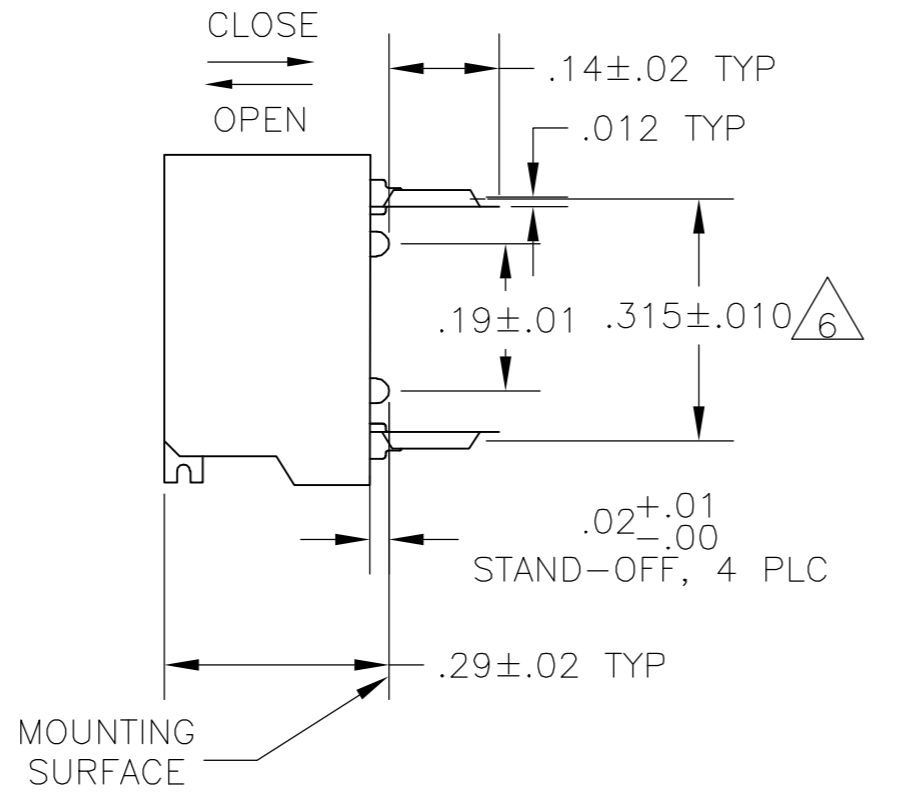 CLOSE
OPEN
.14±.02 TYP
.012 TYP
.19±.01
.315±.010
6
.02+.01
-.00
STAND-OFF, 4 PLC
.29±.02 TYP
MOUNTING
SURFACE